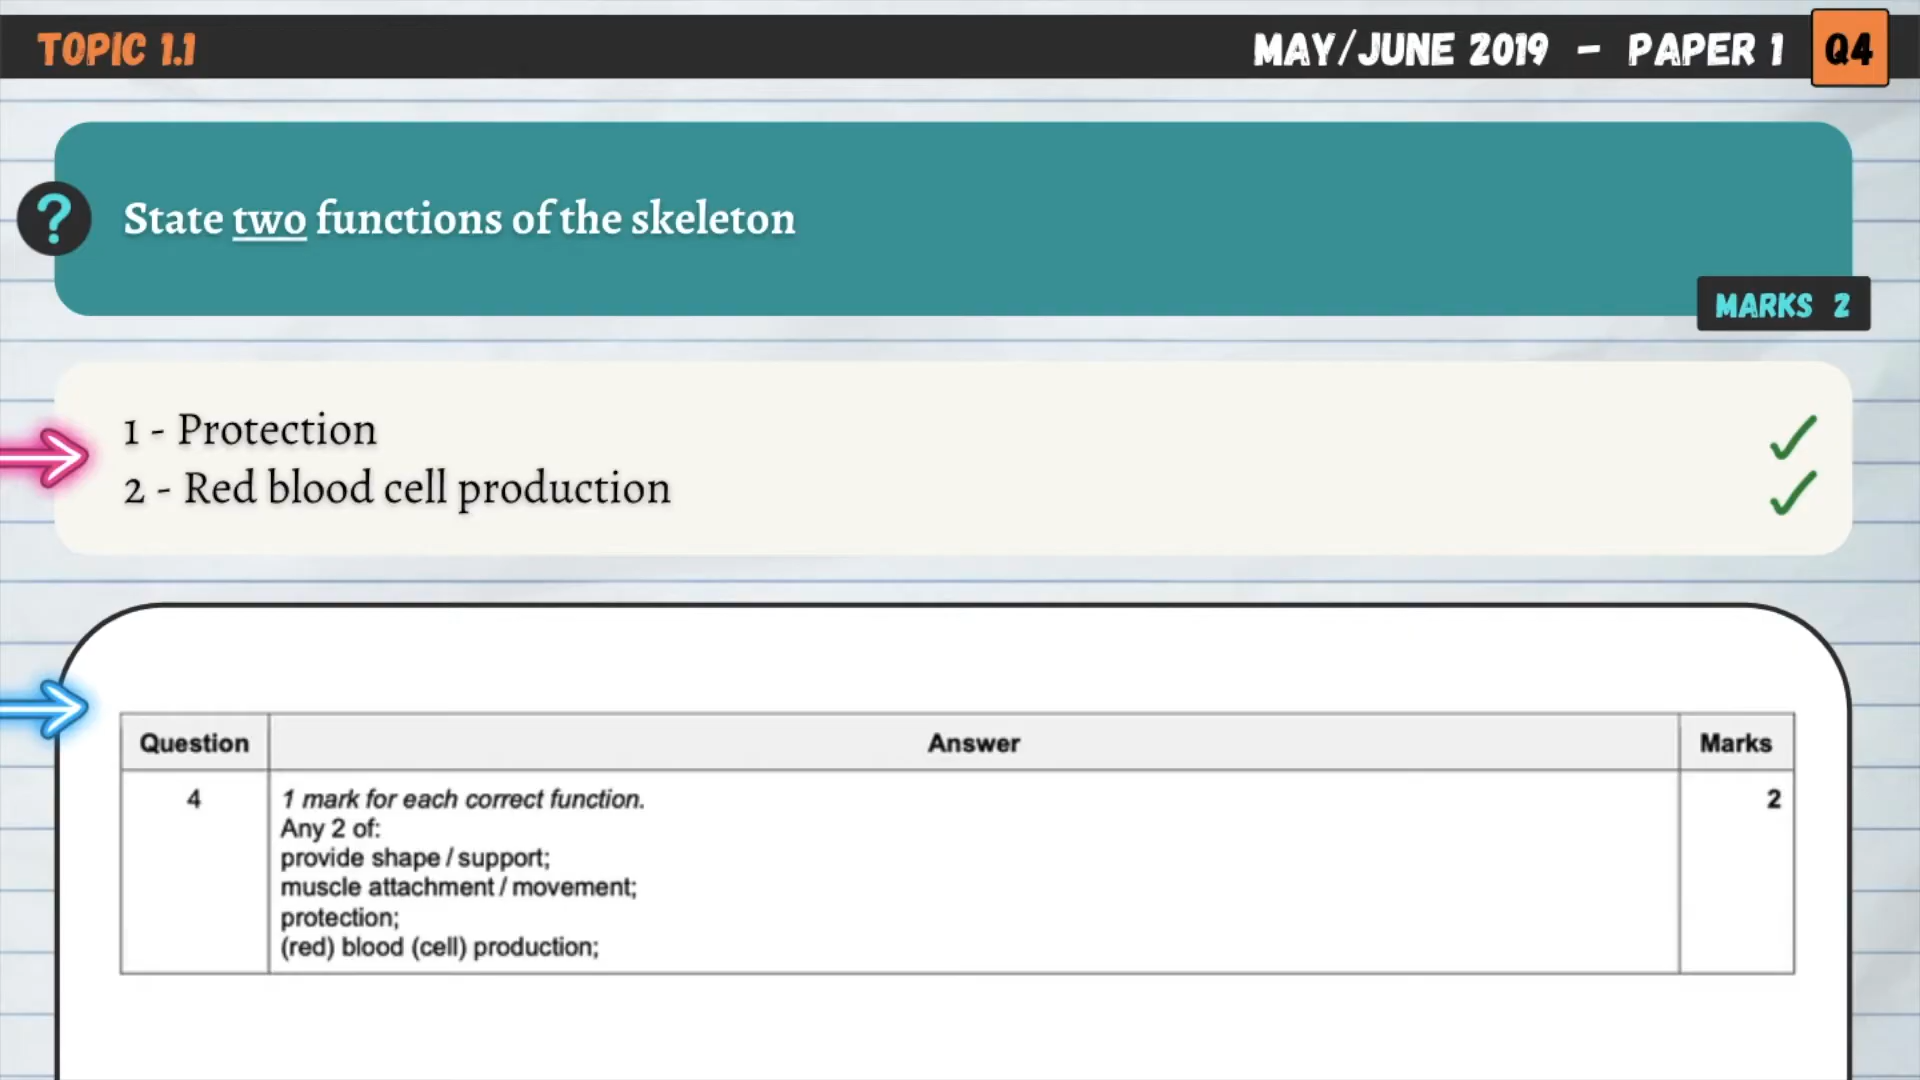 TOPIC 1.1
MAY/JUNE 2019 - PAPER 1
Q4
?
State two functions of the skeleton
MARKS 2
1 - Protection
2 - Red blood cell production
Question Answer Marks
4 1 mark for each correct function. 2
Any 2 of:
provide shape / support;
muscle attachment / movement;
protection;
(red) blood (cell) production;